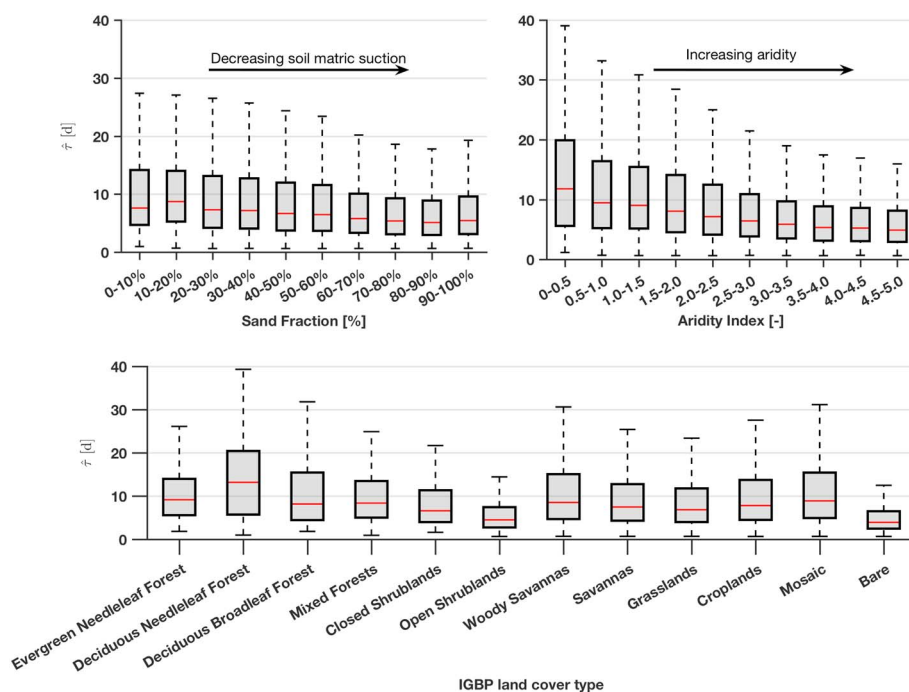 40
30
20
10
0
τ̂ [d]
Decreasing soil matric suction
0-10%
10-20%
20-30%
30-40%
40-50%
50-60%
60-70%
70-80%
80-90%
90-100%
Sand Fraction [%]
40
30
20
10
0
Increasing aridity
0-0.5
0.5-1.0
1.0-1.5
1.5-2.0
2.0-2.5
2.5-3.0
3.0-3.5
3.5-4.0
4.0-4.5
4.5-5.0
Aridity Index [-]
40
30
20
10
0
τ̂ [d]
Evergreen Needleleaf Forest
Deciduous Needleleaf Forest
Deciduous Broadleaf Forest
Mixed Forests
Closed Shrublands
Open Shrublands
Woody Savannas
Savannas
Grasslands
Croplands
Mosaic
Bare
IGBP land cover type